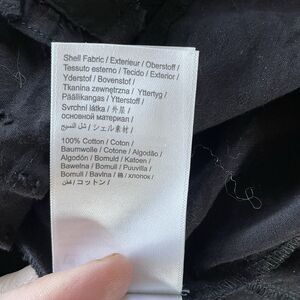 Shell Fabric / Exterieur / Oberstoff /
Tessuto esterno / Tecido / Exterior /
Yderstof / Bovenstof /
Tkanina zewnętrzna / Yttertyg /
Päällikangas / Ytterstoff /
Svrchní látka / 外层 /
основной материал /
شل النسيج / シェル素材 /
100% Cotton / Coton /
Baumwolle / Cotone / Algodão /
Algodón / Bomuld / Katoen /
Bawełna / Bomull / Puuvilla /
Bomull / Bavlna / 棉 / хлопок /
قطن / コットン /